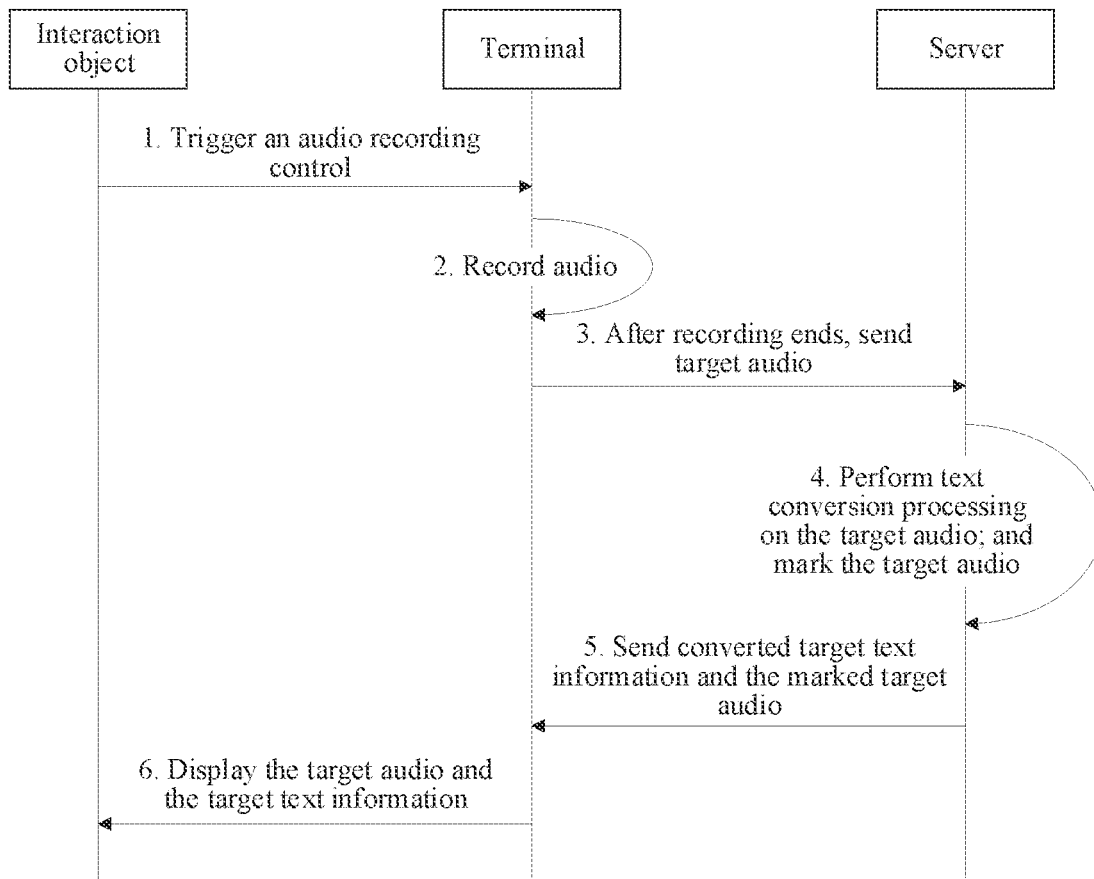 Interaction
object
Terminal
Server
1. Trigger an audio recording
control
2. Record audio
3. After recording ends, send
target audio
4. Perform text
conversion processing
on the target audio; and
mark the target audio
5. Send converted target text
information and the marked target
audio
6. Display the target audio and
the target text information